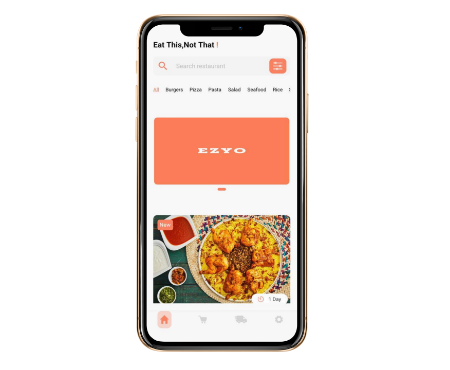 Eat This,Not That !
Search restaurant
All Burgers Pizza Pasta Salad Seafood Rice
EZYO
New
1 Day